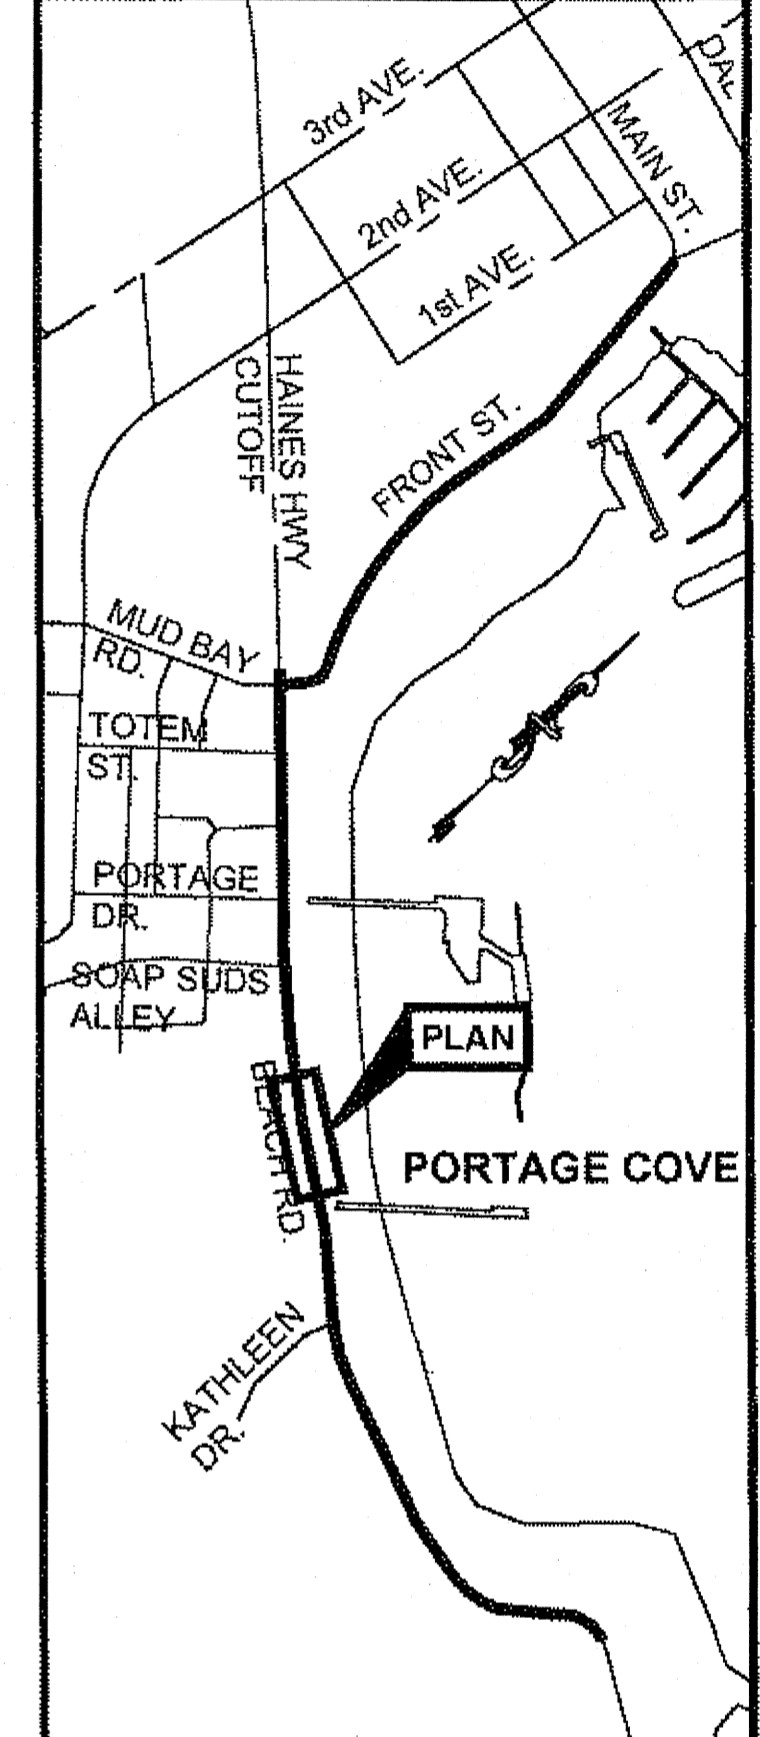 DAL
3rd AVE.
MAIN ST.
2nd AVE.
1st AVE.
HAINES HWY
CUTOFF
FRONT ST.
MUD BAY
RD.
N
TOTEM
ST.
PORTAGE
DR.
SOAP SUDS
ALLEY
PLAN
BEACH RD.
PORTAGE COVE
KATHLEEN
DR.